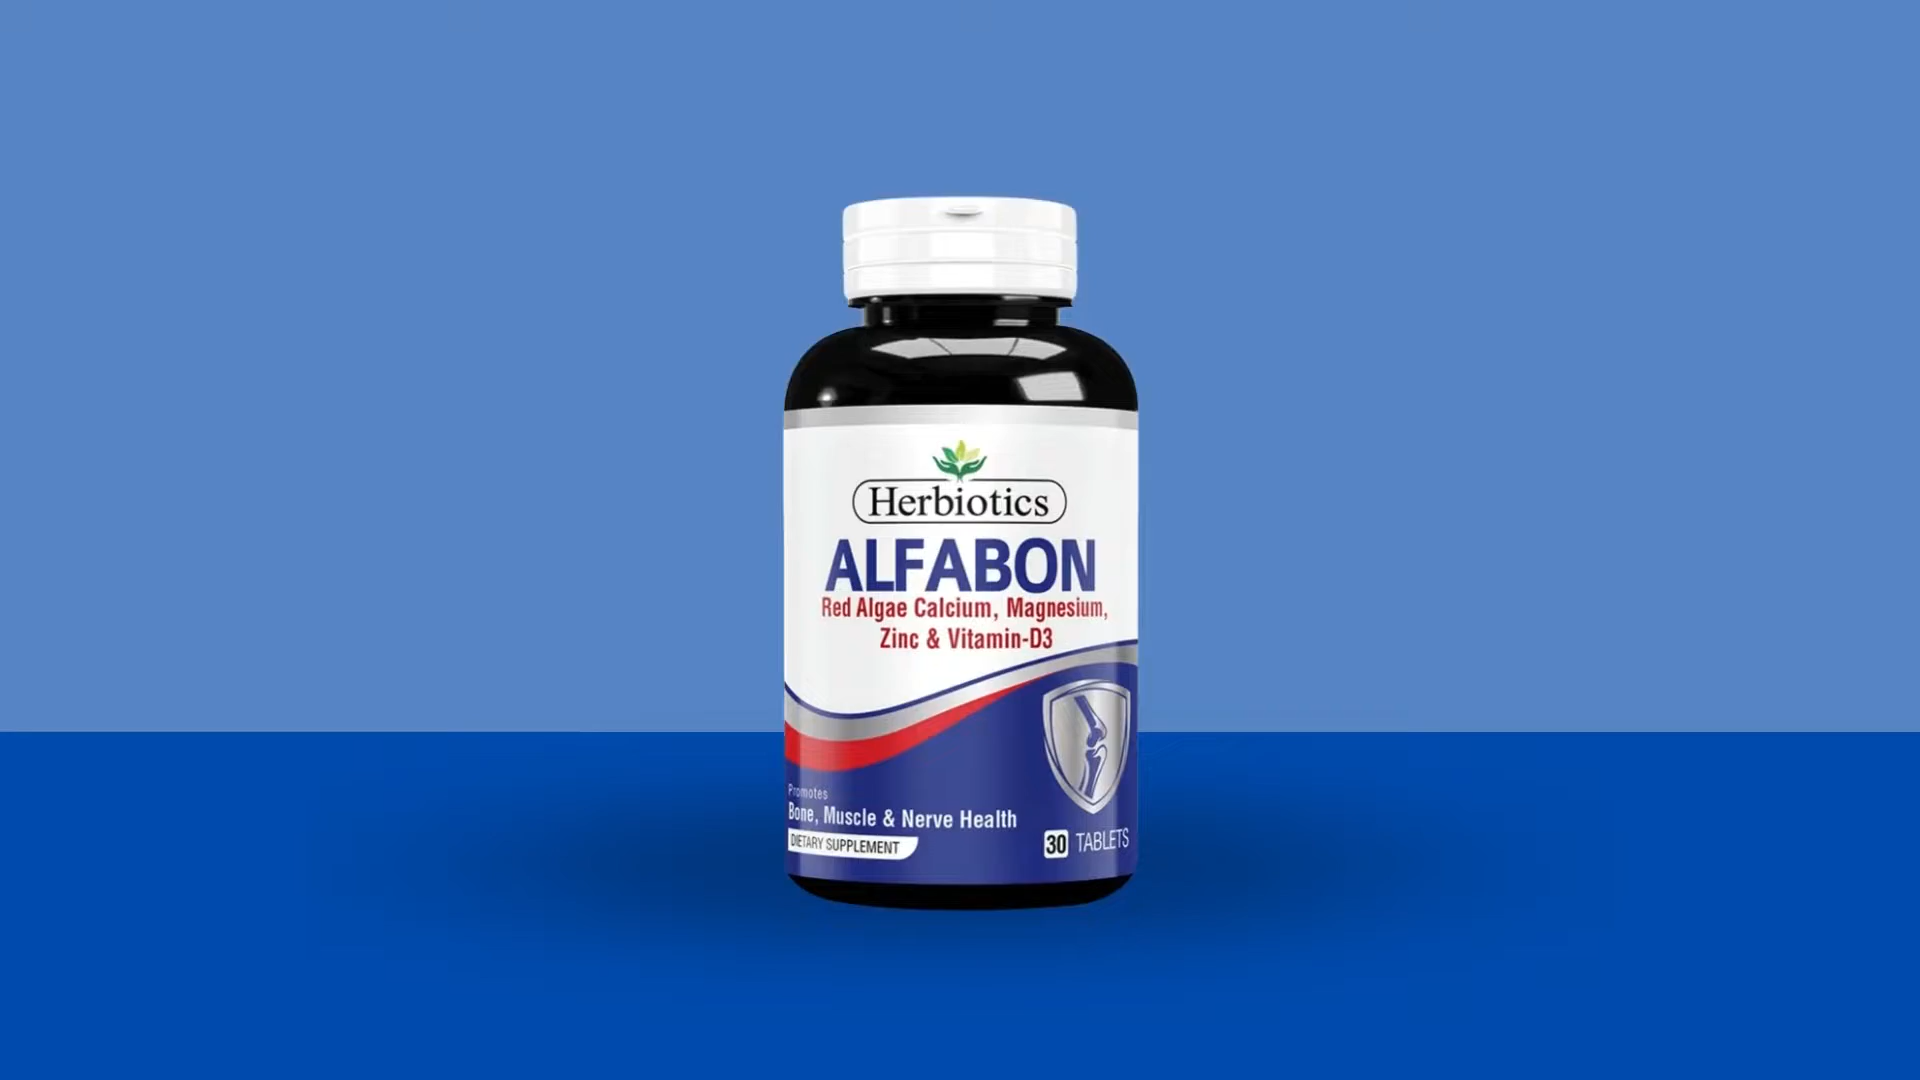 Herbiotics
ALFABON
Red Algae Calcium, Magnesium,
Zinc & Vitamin-D3
Promotes
Bone, Muscle & Nerve Health
DIETARY SUPPLEMENT
30 TABLETS